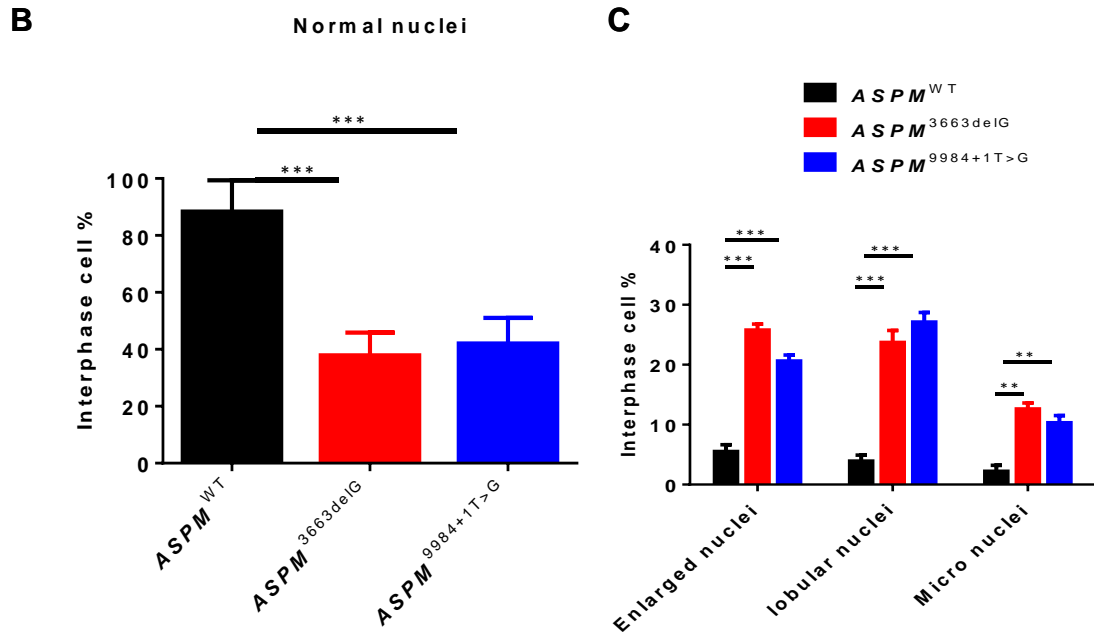 B
Normal nuclei
***
***
Interphase cell %
100
80
60
40
20
0
ASPM WT
ASPM 3663delG
ASPM 9984+1T>G
C
ASPM WT
ASPM 3663delG
ASPM 9984+1T>G
Interphase cell %
40
30
20
10
0
***
***
***
***
**
**
Enlarged nuclei
lobular nuclei
Micro nuclei